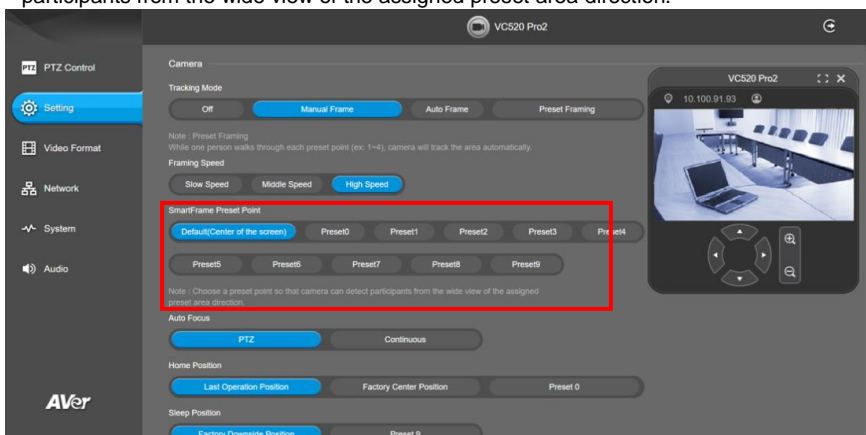 participants from the wide view of the assigned preset area direction.
VC520 Pro2
PTZ PTZ Control
Setting
Video Format
Network
System
Audio
AVer
Camera
Tracking Mode
Off Manual Frame Auto Frame Preset Framing
Note : Preset Framing
While one person walks through each preset point (ex: 1~4), camera will track the area automatically.
Framing Speed
Slow Speed Middle Speed High Speed
SmartFrame Preset Point
Default(Center of the screen) Preset0 Preset1 Preset2 Preset3 Preset4
Preset5 Preset6 Preset7 Preset8 Preset9
Note : Choose a preset point so that camera can detect participants from the wide view of the assigned
preset area direction.
Auto Focus
PTZ Continuous
Home Position
Last Operation Position Factory Center Position Preset 0
Sleep Position
Factory Downside Position Preset 9
VC520 Pro2
10.100.91.93